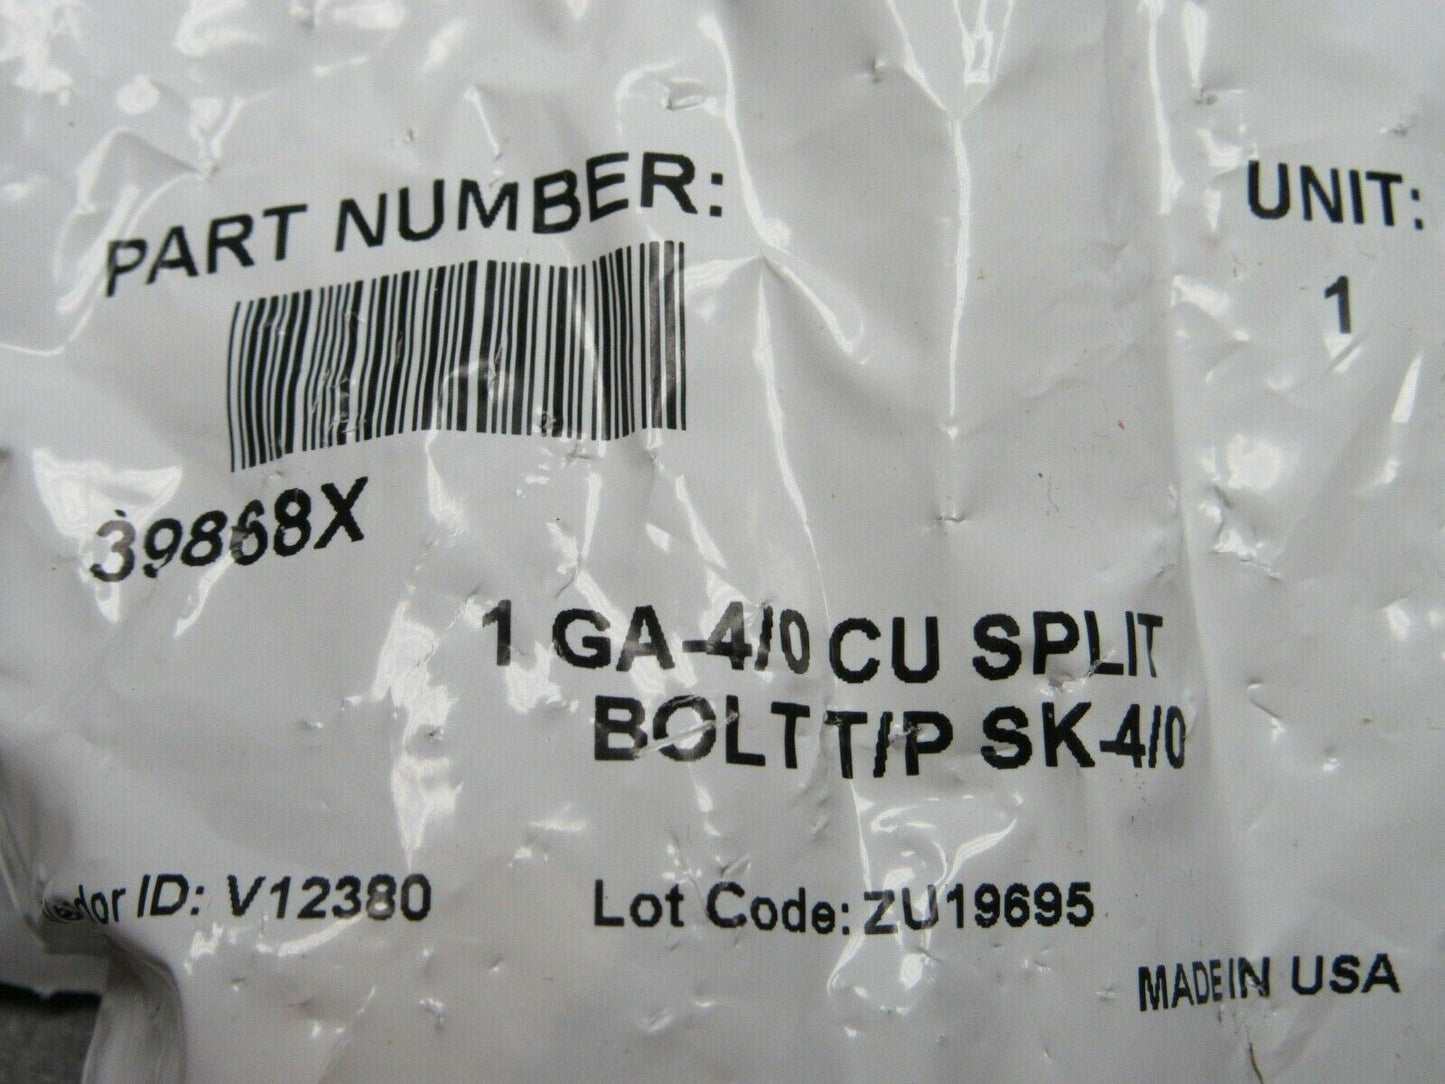 PART NUMBER:
UNIT:
1
39868X
1 GA-4/0 CU SPLIT
BOLT T/P SK-4/0
ID: V12380
Lot Code: ZU19695
MADE IN USA